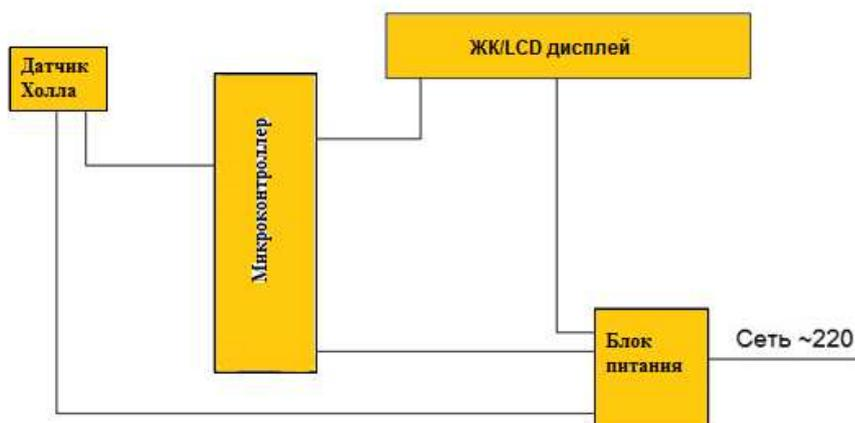 ЖК/LCD дисплей
Датчик
Холла
Микроконтроллер
Блок
питания
Сеть ~220